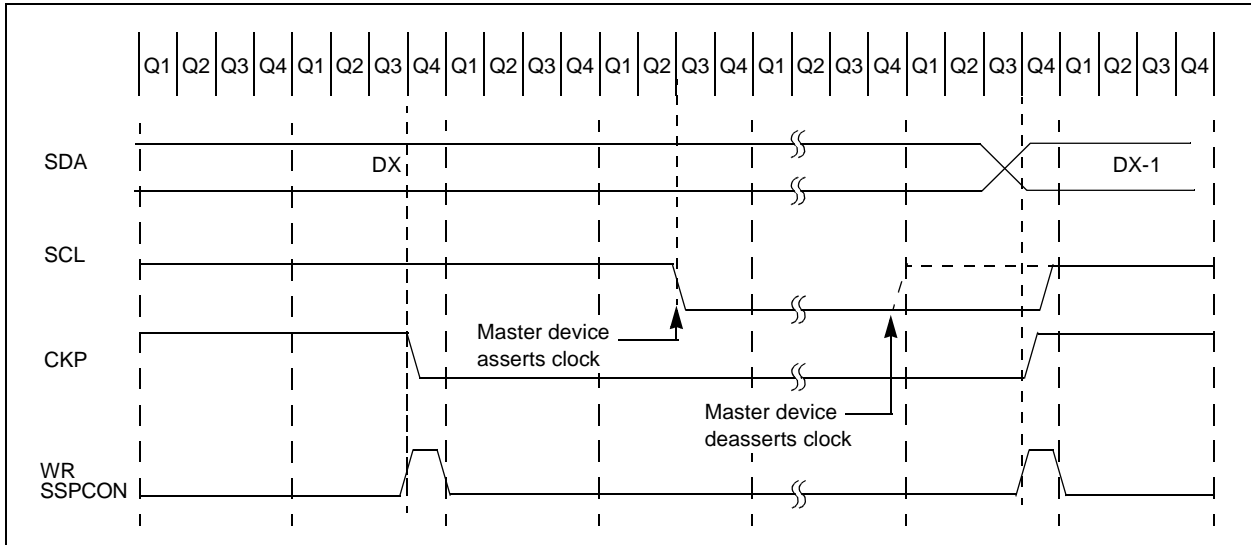 Q1 Q2 Q3 Q4 Q1 Q2 Q3 Q4 Q1 Q2 Q3 Q4 Q1 Q2 Q3 Q4 Q1 Q2 Q3 Q4 Q1 Q2 Q3 Q4 Q1 Q2 Q3 Q4
SDA
DX
DX-1
SCL
Master device
asserts clock
CKP
Master device
deasserts clock
WR
SSPCON